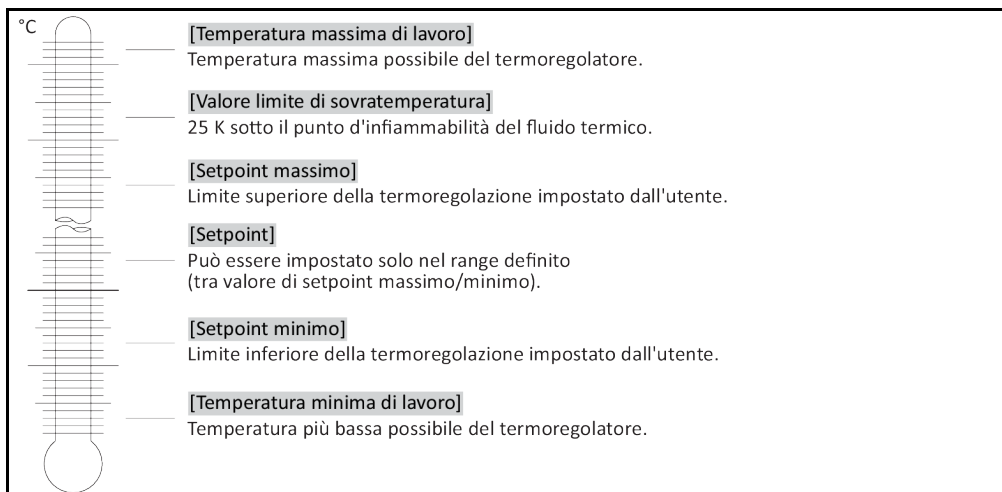 °C
[Temperatura massima di lavoro]
Temperatura massima possibile del termoregolatore.
[Valore limite di sovratemperatura]
25 K sotto il punto d'infiammabilità del fluido termico.
[Setpoint massimo]
Limite superiore della termoregolazione impostato dall'utente.
[Setpoint]
Può essere impostato solo nel range definito
(tra valore di setpoint massimo/minimo).
[Setpoint minimo]
Limite inferiore della termoregolazione impostato dall'utente.
[Temperatura minima di lavoro]
Temperatura più bassa possibile del termoregolatore.